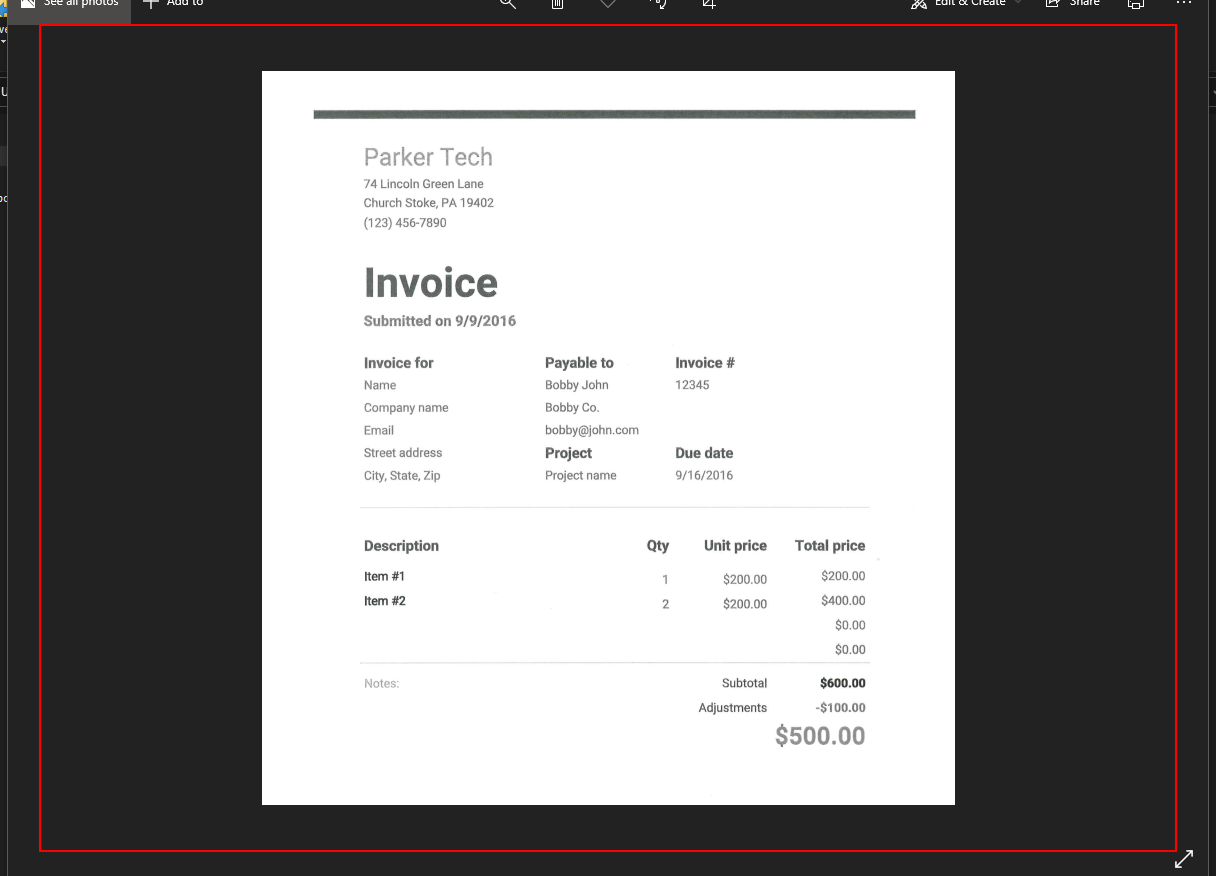 See all photos
Add to
Edit & Create
Share
Parker Tech
74 Lincoln Green Lane
Church Stoke, PA 19402
(123) 456-7890
Invoice
Submitted on 9/9/2016
Invoice for Payable to Invoice #
Name Bobby John 12345
Company name Bobby Co.
Email bobby@john.com
Street address Project Due date
City, State, Zip Project name 9/16/2016
Description Qty Unit price Total price
Item #1 1 $200.00 $200.00
Item #2 2 $200.00 $400.00
$0.00
$0.00
Notes: Subtotal $600.00
Adjustments -$100.00
$500.00